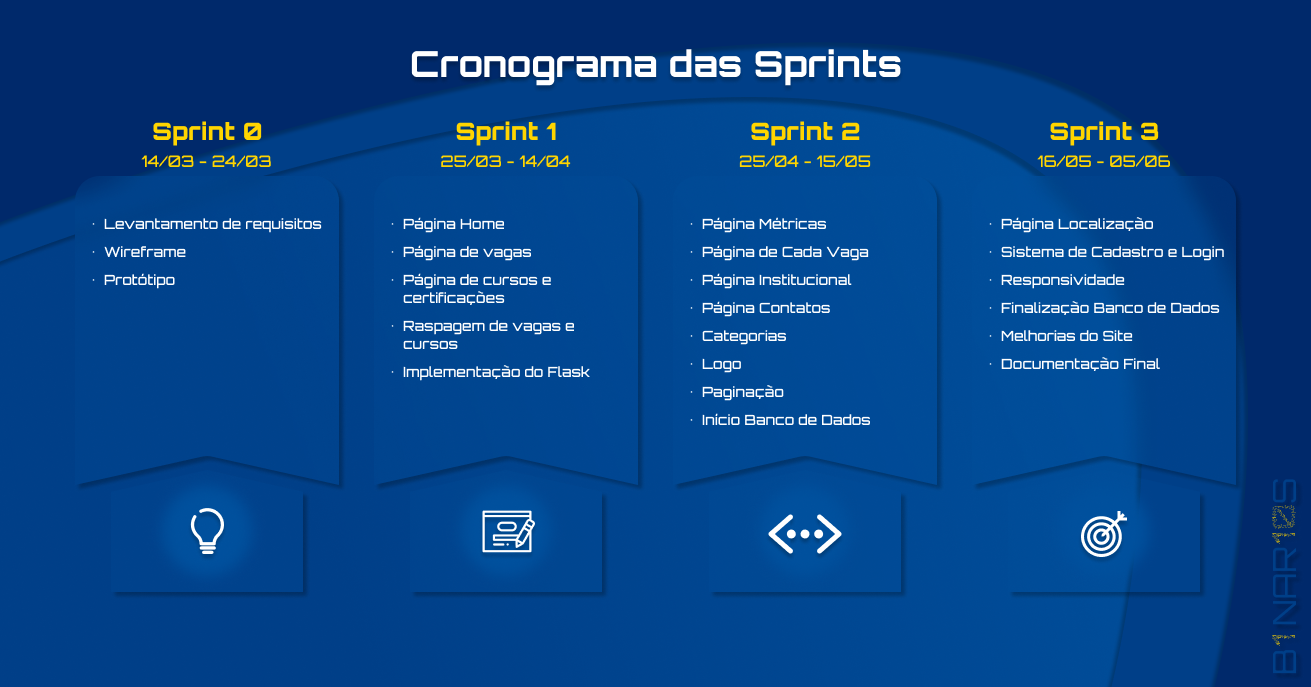 Cronograma das Sprints
Sprint 0
14/03 - 24/03
· Levantamento de requisitos
· Wireframe
· Protótipo
Sprint 1
25/03 - 14/04
· Página Home
· Página de vagas
· Página de cursos e
certificações
· Raspagem de vagas e
cursos
· Implementação do Flask
Sprint 2
25/04 - 15/05
· Página Métricas
· Página de Cada Vaga
· Página Institucional
· Página Contatos
· Categorias
· Logo
· Paginação
· Início Banco de Dados
Sprint 3
16/05 - 05/06
· Página Localização
· Sistema de Cadastro e Login
· Responsividade
· Finalização Banco de Dados
· Melhorias do Site
· Documentação Final
B1NAR10S